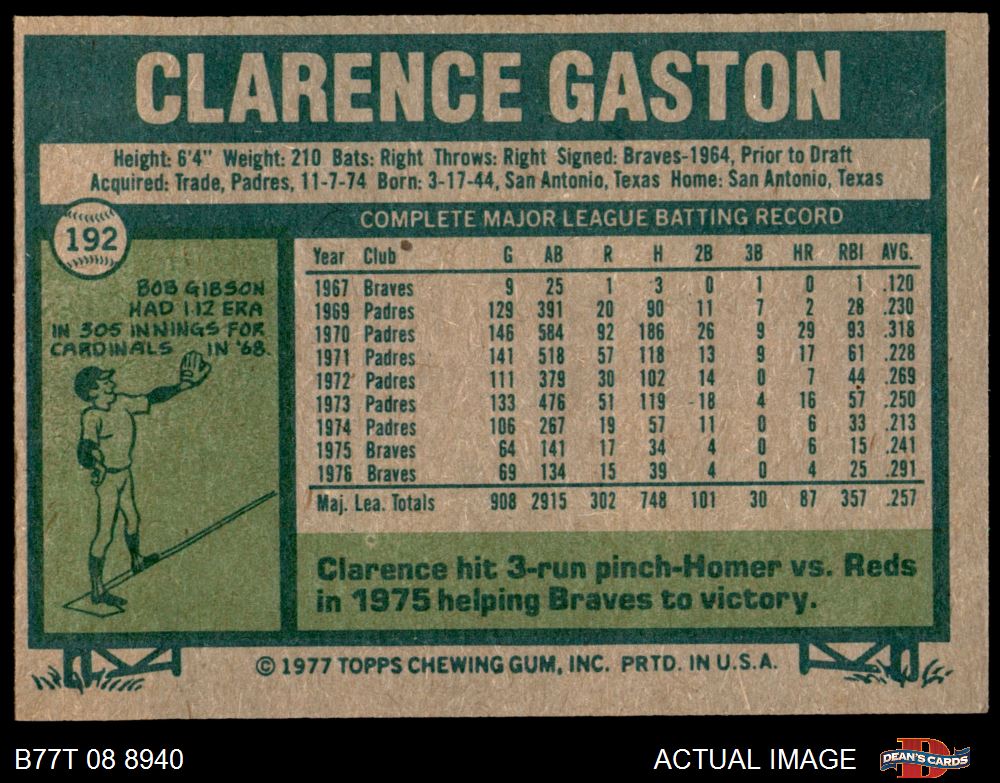 CLARENCE GASTON
Height: 6'4" Weight: 210 Bats: Right Throws: Right Signed: Braves-1964, Prior to Draft
Acquired: Trade, Padres, 11-7-74 Born: 3-17-44, San Antonio, Texas Home: San Antonio, Texas
192
BOB GIBSON
HAD 1.12 ERA
IN 305 INNINGS FOR
CARDINALS IN '68.
COMPLETE MAJOR LEAGUE BATTING RECORD
Year Club G AB R H 2B 3B HR RBI AVG.
1967 Braves 9 25 1 3 0 1 0 1 .120
1969 Padres 129 391 20 90 11 7 2 28 .230
1970 Padres 146 584 92 186 26 9 29 93 .318
1971 Padres 141 518 57 118 13 9 17 61 .228
1972 Padres 111 379 30 102 14 0 7 44 .269
1973 Padres 133 476 51 119 18 4 16 57 .250
1974 Padres 106 267 19 57 11 0 6 33 .213
1975 Braves 64 141 17 34 4 0 6 15 .241
1976 Braves 69 134 15 39 4 0 4 25 .291
Maj. Lea. Totals 908 2915 302 748 101 30 87 357 .257
Clarence hit 3-run pinch-Homer vs. Reds
in 1975 helping Braves to victory.
© 1977 TOPPS CHEWING GUM, INC. PRTD. IN U.S.A.
B77T 08 8940
ACTUAL IMAGE
D
DEAN'S CARDS